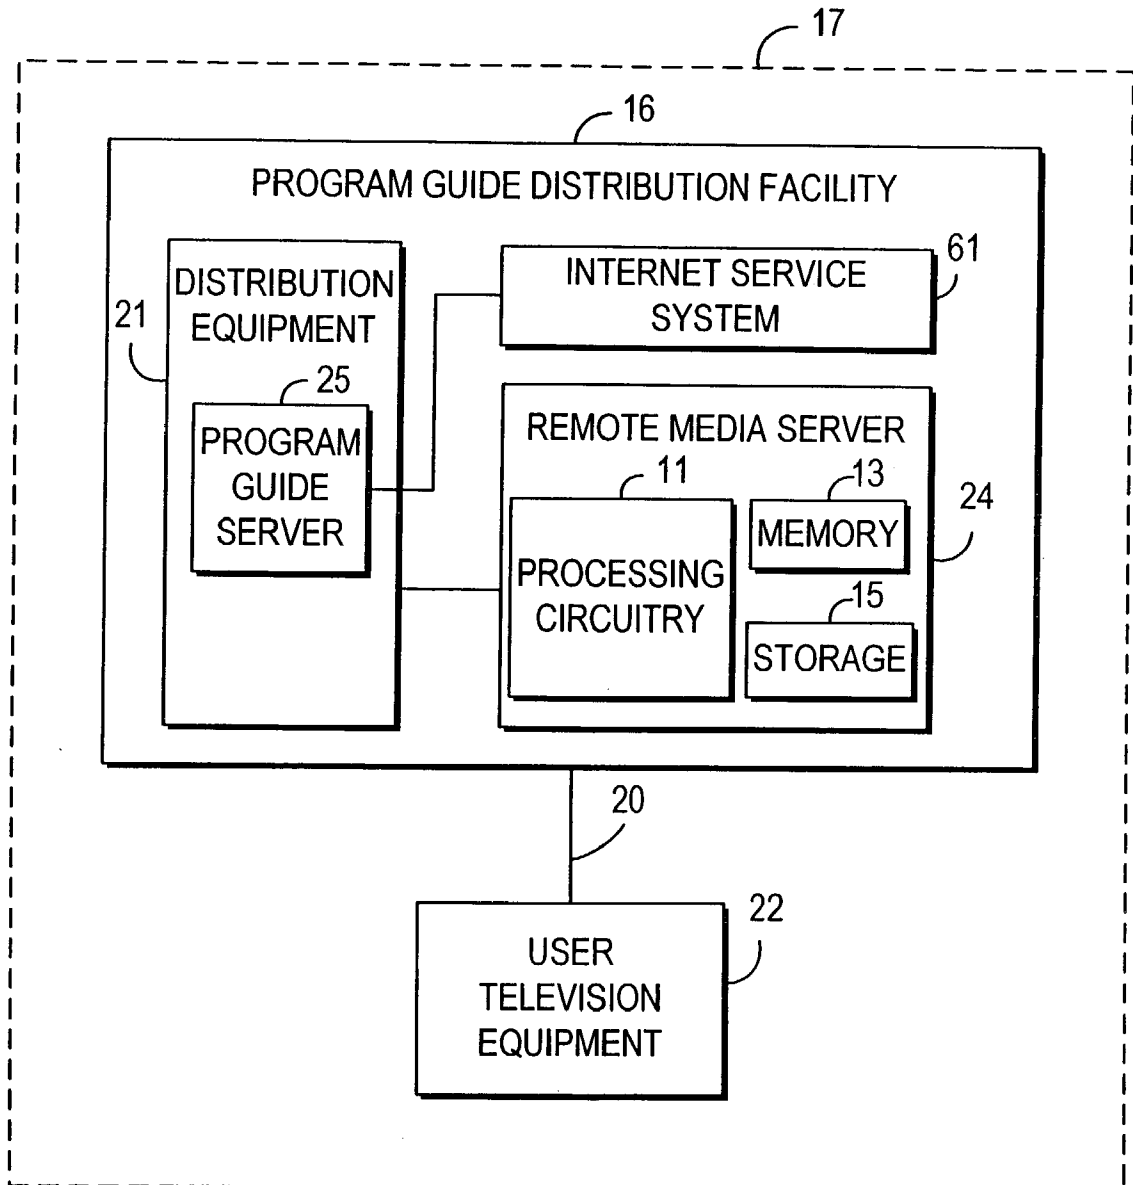 17
16
PROGRAM GUIDE DISTRIBUTION FACILITY
21
DISTRIBUTION
EQUIPMENT
25
PROGRAM
GUIDE
SERVER
INTERNET SERVICE
SYSTEM
61
REMOTE MEDIA SERVER
11
PROCESSING
CIRCUITRY
13
MEMORY
15
STORAGE
24
20
22
USER
TELEVISION
EQUIPMENT